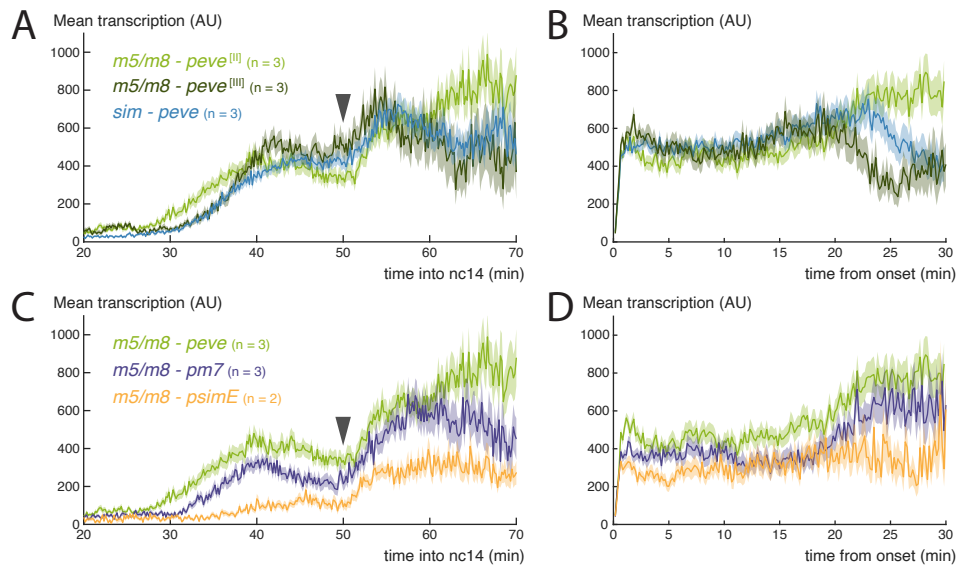 A
Mean transcription (AU)
1000
800
600
400
200
0
m5/m8 - peve[II] (n = 3)
m5/m8 - peve[III] (n = 3)
sim - peve (n = 3)
20 30 40 50 60 70
time into nc14 (min)
B
Mean transcription (AU)
1000
800
600
400
200
0
0 5 10 15 20 25 30
time from onset (min)
C
Mean transcription (AU)
1000
800
600
400
200
0
m5/m8 - peve (n = 3)
m5/m8 - pm7 (n = 3)
m5/m8 - psimE (n = 2)
20 30 40 50 60 70
time into nc14 (min)
D
Mean transcription (AU)
1000
800
600
400
200
0
0 5 10 15 20 25 30
time from onset (min)